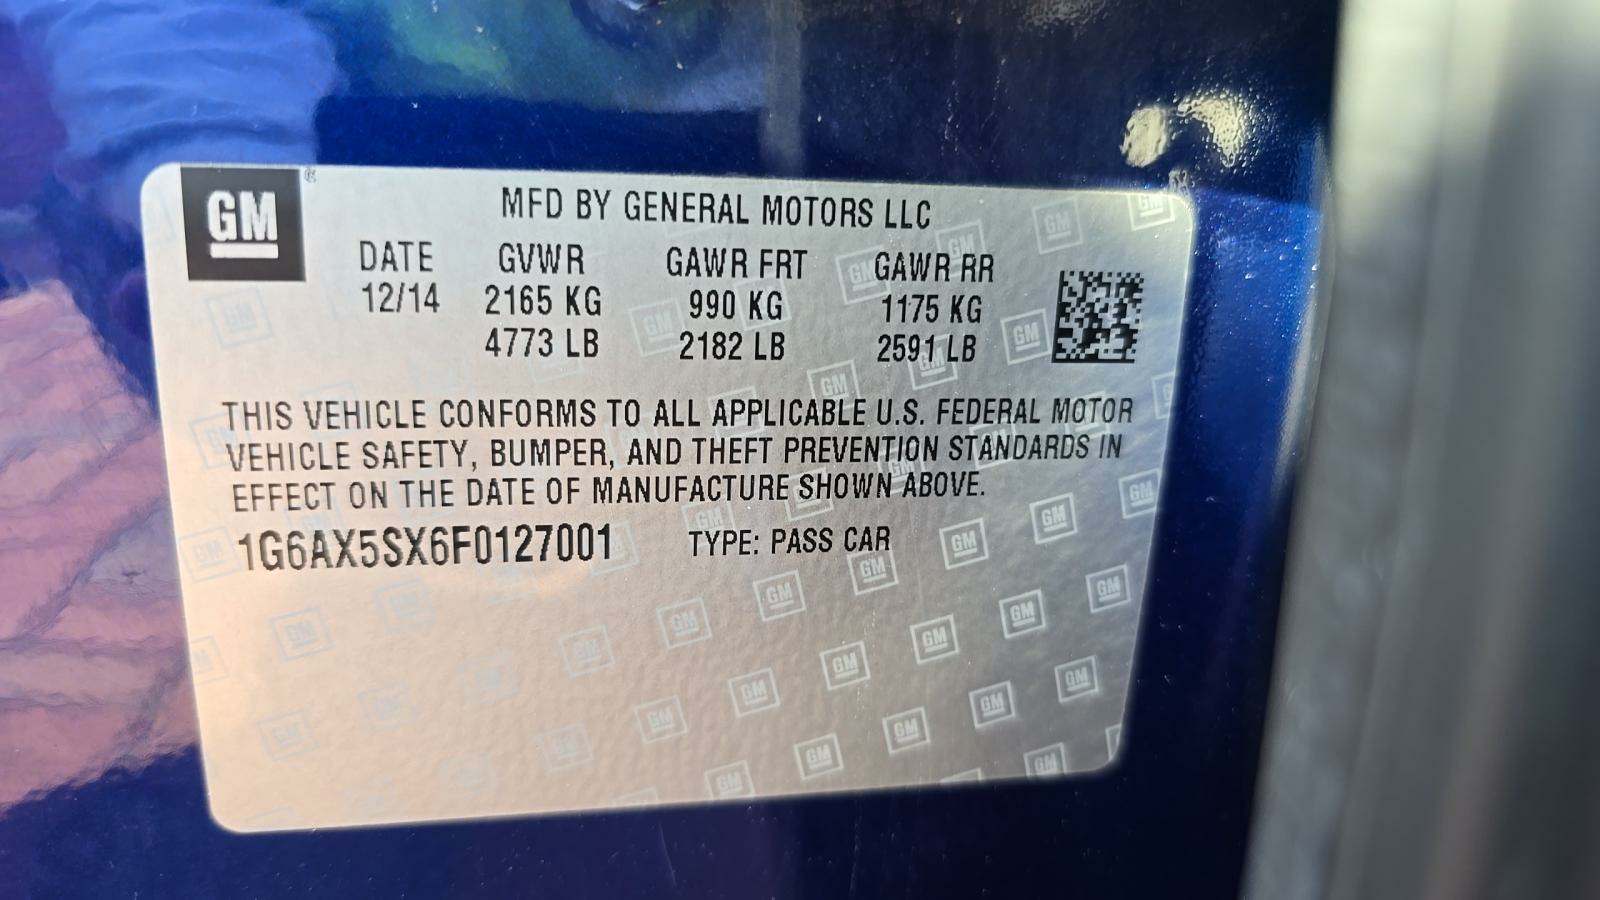 GM
MFD BY GENERAL MOTORS LLC
DATE GVWR GAWR FRT GAWR RR
12/14 2165 KG 990 KG 1175 KG
4773 LB 2182 LB 2591 LB
THIS VEHICLE CONFORMS TO ALL APPLICABLE U.S. FEDERAL MOTOR
VEHICLE SAFETY, BUMPER, AND THEFT PREVENTION STANDARDS IN
EFFECT ON THE DATE OF MANUFACTURE SHOWN ABOVE.
1G6AX5SX6F0127001 TYPE: PASS CAR